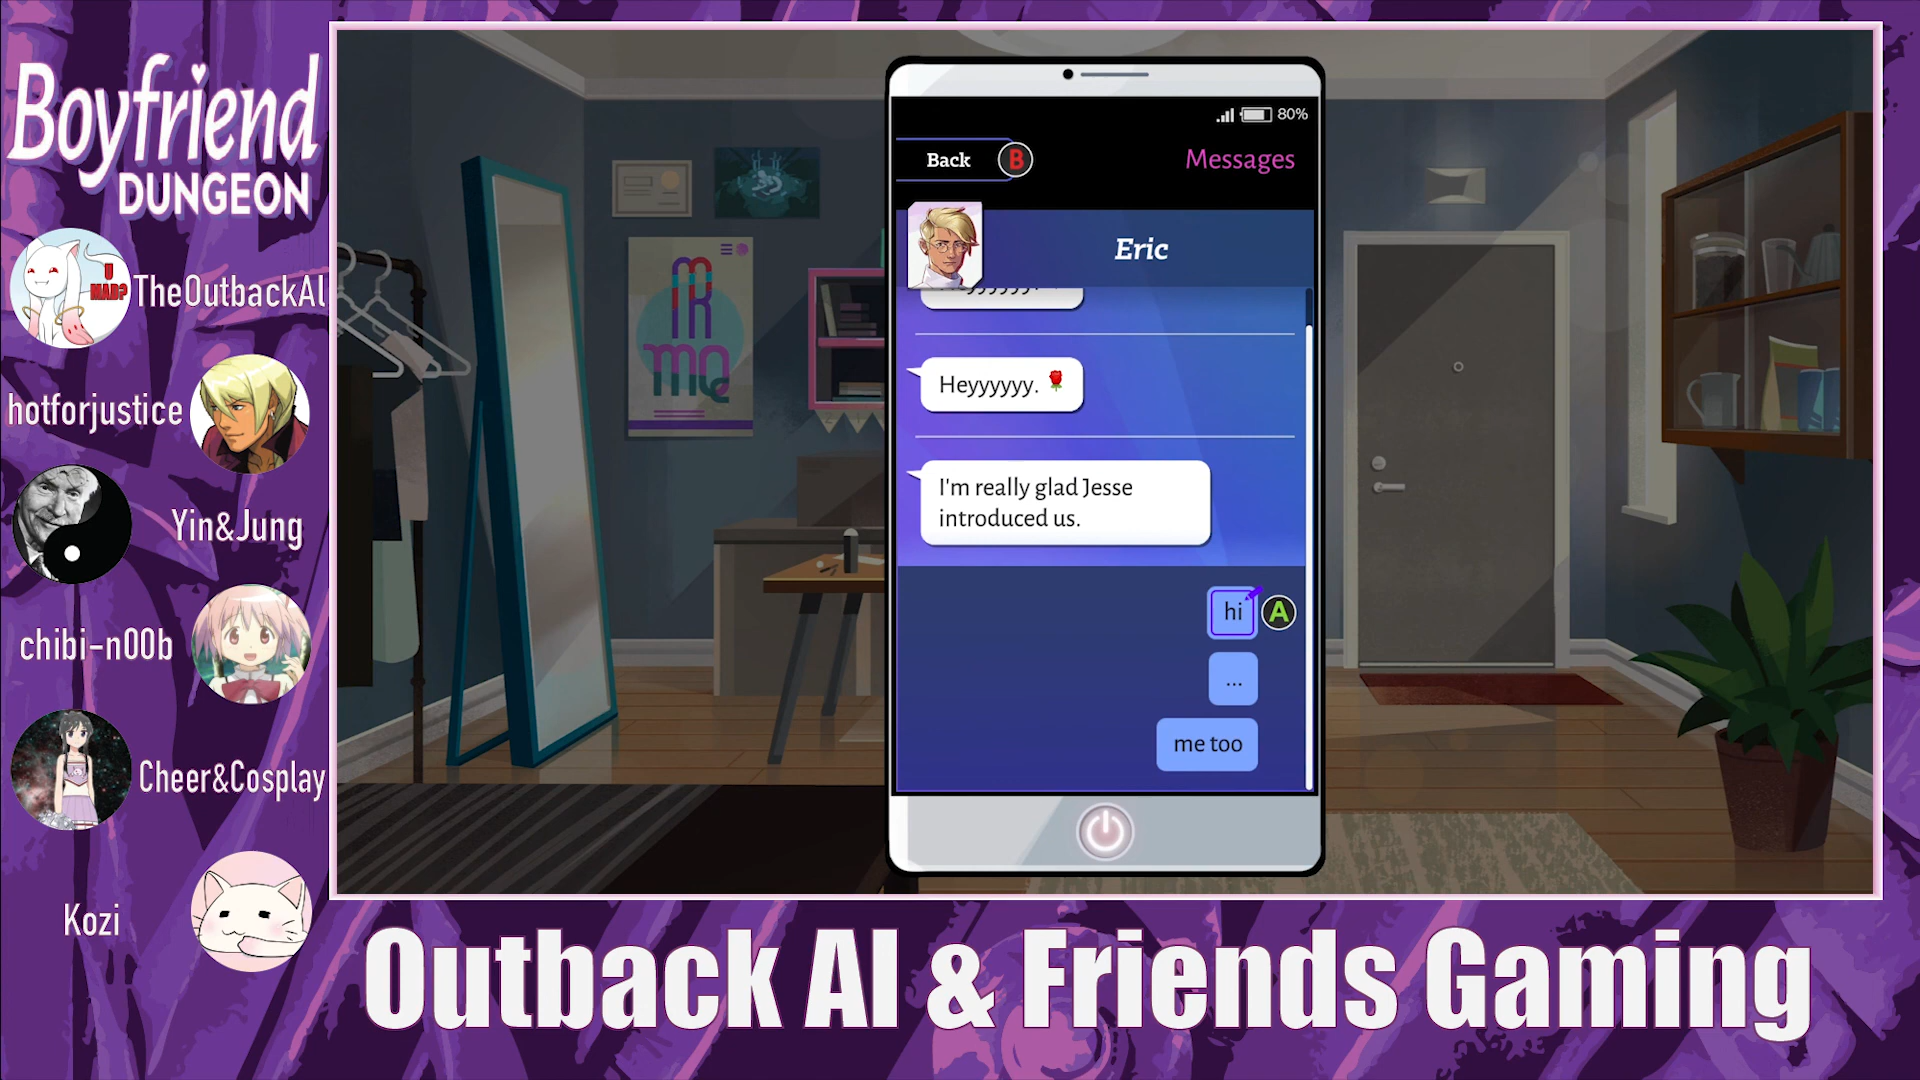 Boyfriend
DUNGEON
U
MAD?
TheOutbackAl
hotforjustice
Yin&Jung
chibi-n00b
Cheer&Cosplay
Kozi
80%
Back
B
Messages
Eric
Heyyyyyy.
I'm really glad Jesse
introduced us.
hi
A
...
me too
Outback Al & Friends Gaming